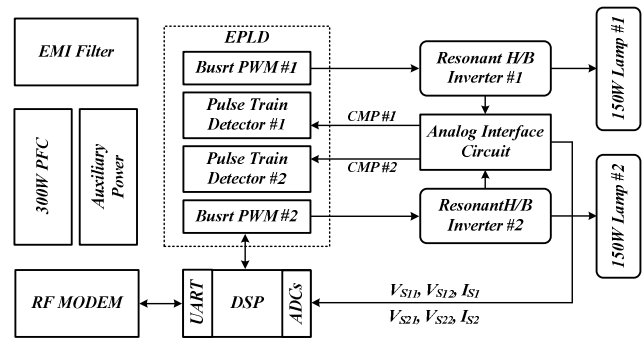 EMI Filter
300W PFC
Auxiliary
Power
RF MODEM
EPLD
Busrt PWM #1
Pulse Train
Detector #1
Pulse Train
Detector #2
Busrt PWM #2
UART
DSP
ADCs
CMP #1
CMP #2
Resonant H/B
Inverter #1
Analog Interface
Circuit
ResonantH/B
Inverter #2
150W Lamp #1
150W Lamp #2
VS11, VS12, IS1
VS21, VS22, IS2